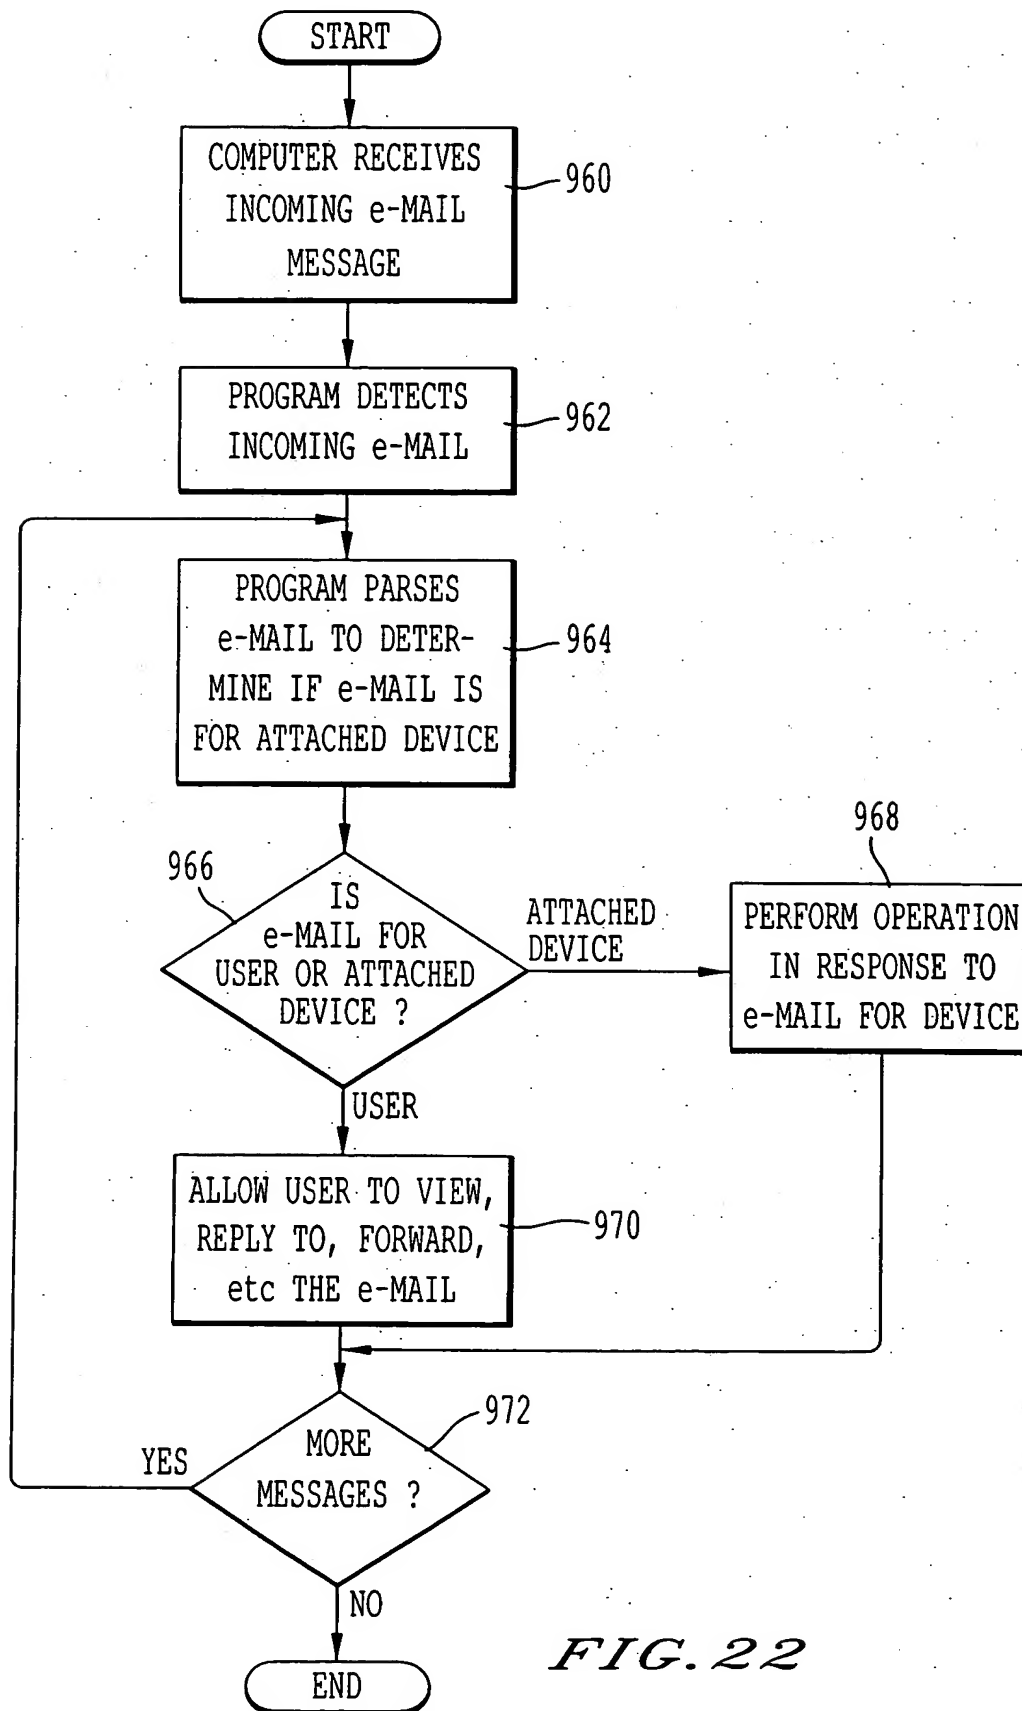 START
COMPUTER RECEIVES
INCOMING e-MAIL
MESSAGE
960
PROGRAM DETECTS
INCOMING e-MAIL.
962
PROGRAM PARSES
e-MAIL TO DETER-
MINE IF e-MAIL IS
FOR ATTACHED DEVICE
964
966
IS
e-MAIL FOR
USER OR ATTACHED
DEVICE ?
ATTACHED
DEVICE
968
PERFORM OPERATION
IN RESPONSE TO
e-MAIL FOR DEVICE
USER
ALLOW USER TO VIEW,
REPLY TO, FORWARD,
etc THE e-MAIL
970
972
MORE
MESSAGES ?
YES
NO
END
FIG. 22